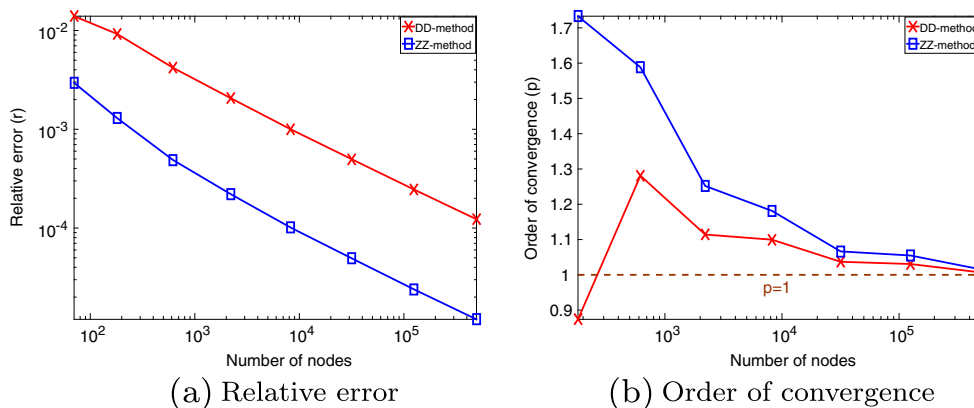 10^-2
10^-3
10^-4
Relative error (r)
DD-method
ZZ-method
10^2 10^3 10^4 10^5
Number of nodes
(a) Relative error
1.7
1.6
1.5
1.4
1.3
1.2
1.1
1
0.9
Order of convergence (p)
DD-method
ZZ-method
p=1
10^3 10^4 10^5
Number of nodes
(b) Order of convergence